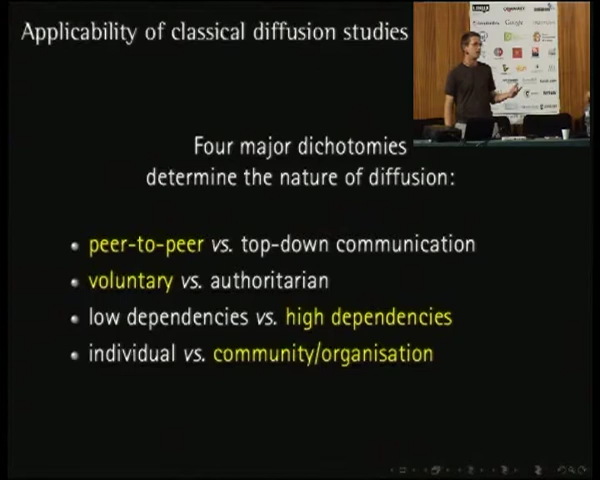 Applicability of classical diffusion studies
Google
Four major dichotomies
determine the nature of diffusion:
peer-to-peer vs. top-down communication
voluntary vs. authoritarian
low dependencies vs. high dependencies
individual vs. community/organisation